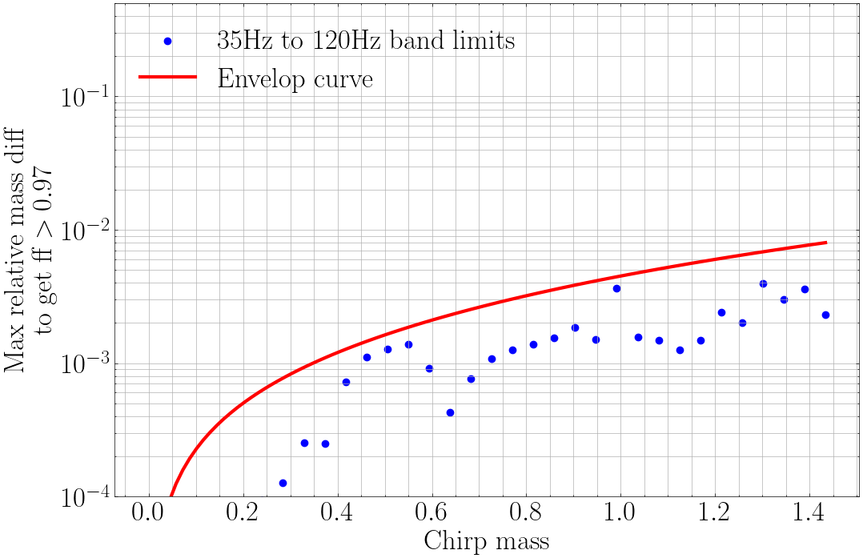 35Hz to 120Hz band limits
Envelop curve
Max relative mass diff
to get ff > 0.97
10⁻¹
10⁻²
10⁻³
10⁻⁴
0.0 0.2 0.4 0.6 0.8 1.0 1.2 1.4
Chirp mass